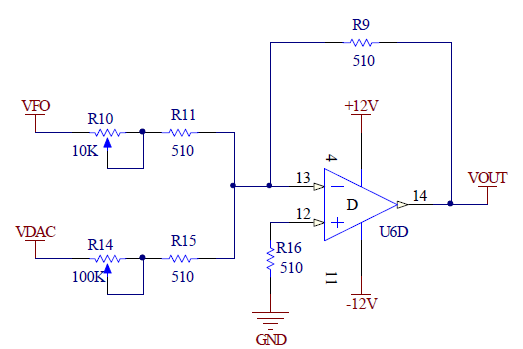 R9
510
VFO
R10
R11
10K
510
+12V
4
13
D
14
VOUT
12
U6D
VDAC
R14
R15
100K
510
R16
510
11
-12V
GND